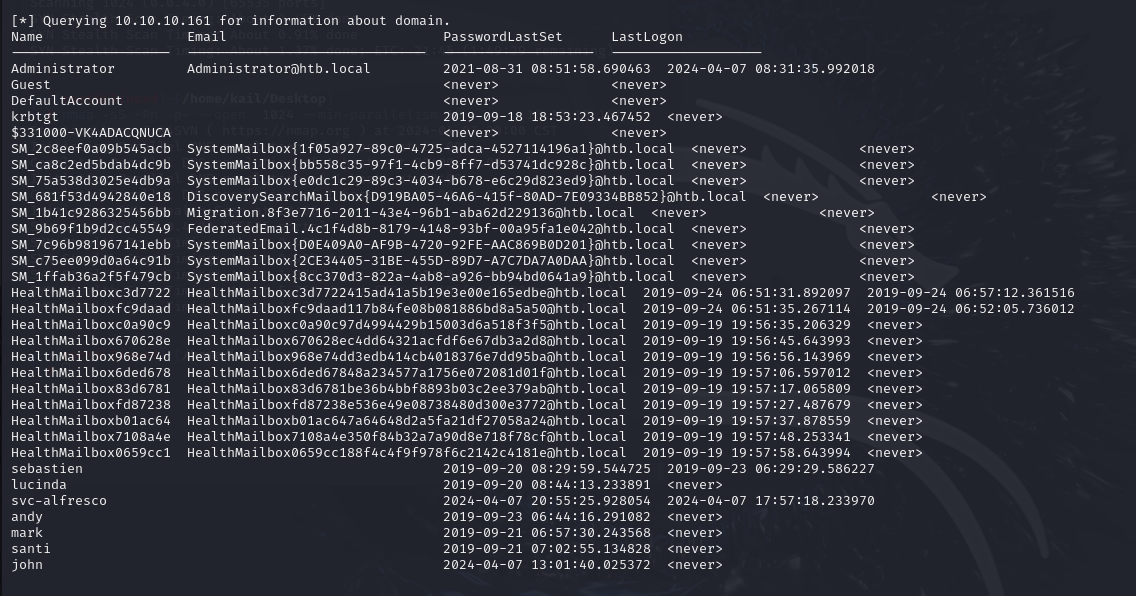 [*] Querying 10.10.10.161 for information about domain.
Name Email PasswordLastSet LastLogon
Administrator Administrator@htb.local 2021-08-31 08:51:58.690463 2024-04-07 08:31:35.992018
Guest <never> <never>
DefaultAccount <never> <never>
krbtgt 2019-09-18 18:53:23.467452 <never>
$331000-VK4ADACQNUCA <never> <never>
SM_2c8eef0a09b545acb SystemMailbox{1f05a927-89c0-4725-adca-4527114196a1}@htb.local <never> <never>
SM_ca8c2ed5bdab4dc9b SystemMailbox{bb558c35-97f1-4cb9-8ff7-d53741dc928c}@htb.local <never> <never>
SM_75a538d3025e4db9a SystemMailbox{e0dc1c29-89c3-4034-b678-e6c29d823ed9}@htb.local <never> <never>
SM_681f53d4942840e18 DiscoverySearchMailbox{D919BA05-46A6-415f-80AD-7E09334BB852}@htb.local <never> <never>
SM_1b41c9286325456bb Migration.8f3e7716-2011-43e4-96b1-aba62d229136@htb.local <never> <never>
SM_9b69f1b9d2cc45549 FederatedEmail.4c1f4d8b-8179-4148-93bf-00a95fa1e042@htb.local <never> <never>
SM_7c96b981967141ebb SystemMailbox{D0E409A0-AF9B-4720-92FE-AAC869B0D201}@htb.local <never> <never>
SM_c75ee099d0a64c91b SystemMailbox{2CE34405-31BE-455D-89D7-A7C7DA7A0DAA}@htb.local <never> <never>
SM_1ffab36a2f5f479cb SystemMailbox{8cc370d3-822a-4ab8-a926-bb94bd0641a9}@htb.local <never> <never>
HealthMailboxc3d7722 HealthMailboxc3d7722415ad41a5b19e3e00e165edbe@htb.local 2019-09-24 06:51:31.892097 2019-09-24 06:57:12.361516
HealthMailboxfc9daad HealthMailboxfc9daad117b84fe08b081886bd8a5a50@htb.local 2019-09-24 06:51:35.267114 2019-09-24 06:52:05.736012
HealthMailboxc0a90c9 HealthMailboxc0a90c97d4994429b15003d6a518f3f5@htb.local 2019-09-19 19:56:35.206329 <never>
HealthMailbox670628e HealthMailbox670628ec4dd64321acfdf6e67db3a2d8@htb.local 2019-09-19 19:56:45.643993 <never>
HealthMailbox968e74d HealthMailbox968e74dd3edb414cb4018376e7dd95ba@htb.local 2019-09-19 19:56:56.143969 <never>
HealthMailbox6ded678 HealthMailbox6ded67848a234577a1756e072081d01f@htb.local 2019-09-19 19:57:06.597012 <never>
HealthMailbox83d6781 HealthMailbox83d6781be36b4bbf8893b03c2ee379ab@htb.local 2019-09-19 19:57:17.065809 <never>
HealthMailboxfd87238 HealthMailboxfd87238e536e49e08738480d300e3772@htb.local 2019-09-19 19:57:27.487679 <never>
HealthMailboxb01ac64 HealthMailboxb01ac647a64648d2a5fa21df27058a24@htb.local 2019-09-19 19:57:37.878559 <never>
HealthMailbox7108a4e HealthMailbox7108a4e350f84b32a7a90d8e718f78cf@htb.local 2019-09-19 19:57:48.253341 <never>
HealthMailbox0659cc1 HealthMailbox0659cc188f4c4f9f978f6c2142c4181e@htb.local 2019-09-19 19:57:58.643994 <never>
sebastien 2019-09-20 08:29:59.544725 2019-09-23 06:29:29.586227
lucinda 2019-09-20 08:44:13.233891 <never>
svc-alfresco 2024-04-07 20:55:25.928054 2024-04-07 17:57:18.233970
andy 2019-09-23 06:44:16.291082 <never>
mark 2019-09-21 06:57:30.243568 <never>
santi 2019-09-21 07:02:55.134828 <never>
john 2024-04-07 13:01:40.025372 <never>